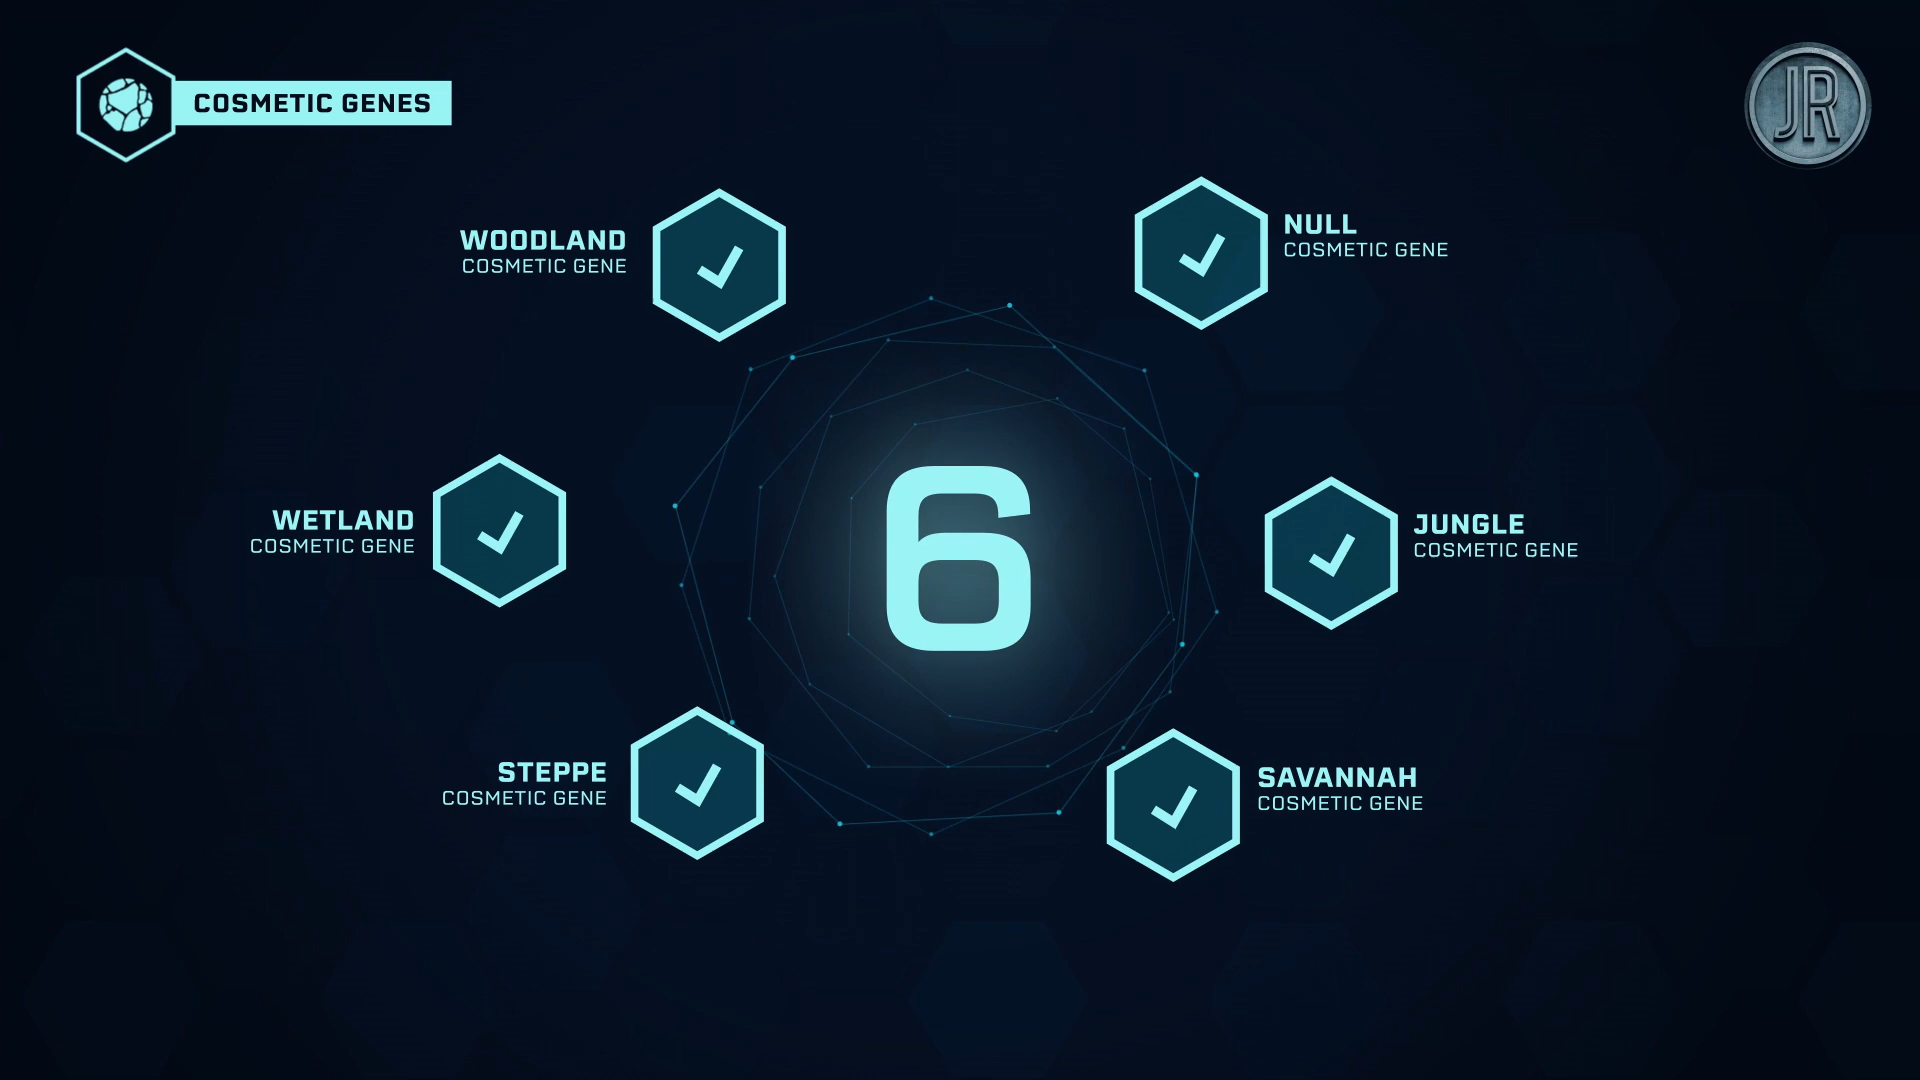 COSMETIC GENES
JR
WOODLAND
COSMETIC GENE
NULL
COSMETIC GENE
WETLAND
COSMETIC GENE
6
JUNGLE
COSMETIC GENE
STEPPE
COSMETIC GENE
SAVANNAH
COSMETIC GENE